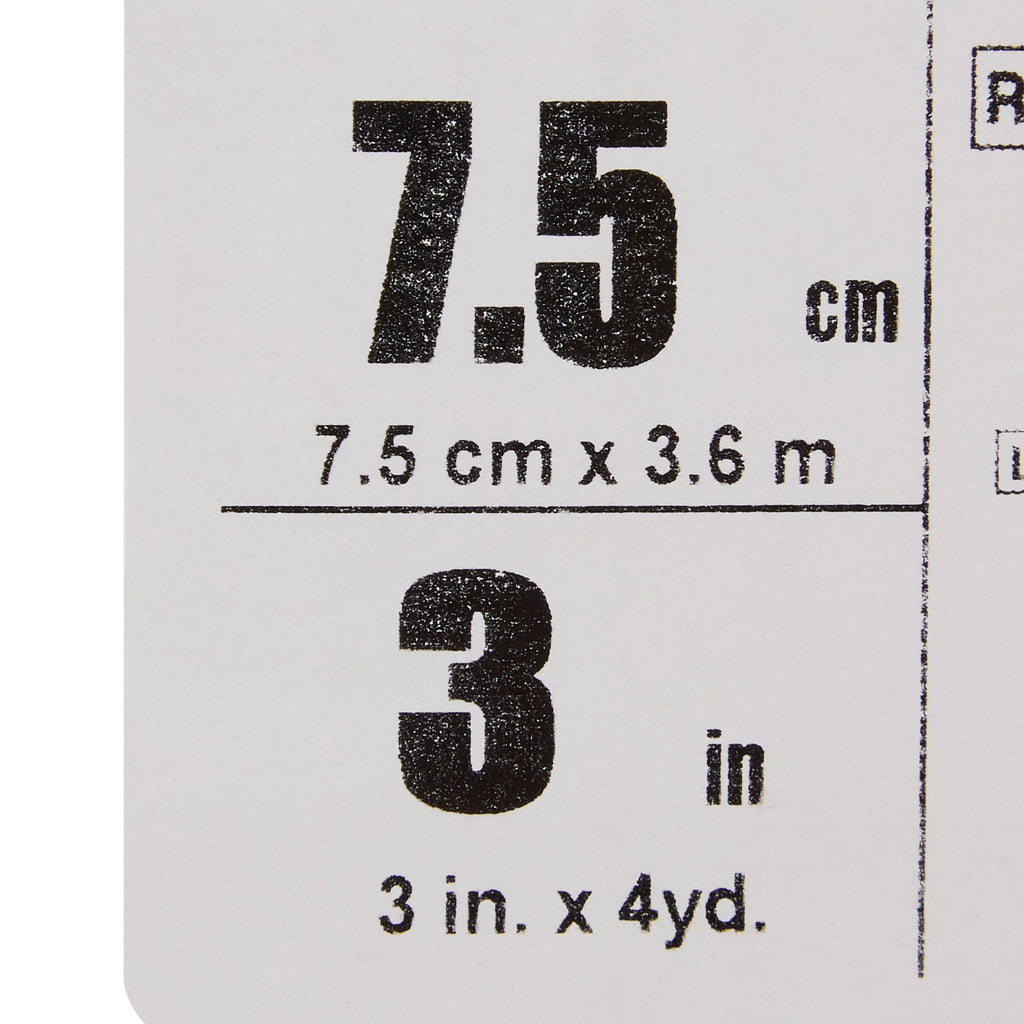 7.5 cm
7.5 cm x 3.6 m
3 in
3 in. x 4yd.
R